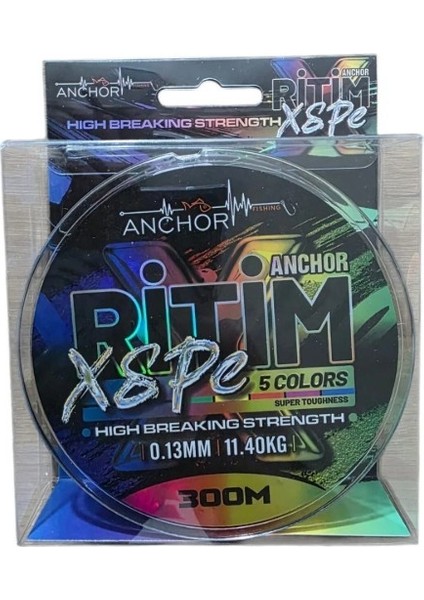 ANCHOR
ANCHOR
RiTiM
X8Pe
HIGH BREAKING STRENGTH
ANCHOR
FISHING
ANCHOR
RiTiM
X8Pe
5 COLORS
SUPER TOUGHNESS
HIGH BREAKING STRENGTH
0.13MM | 11.40KG
300M